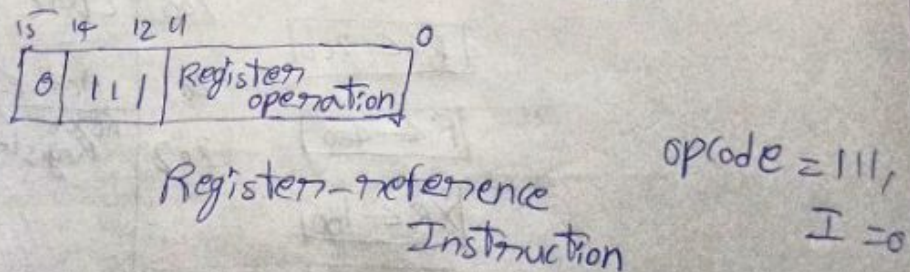 15 14 12 11 0
0 111 Register
operation
Register-reference
Instruction
opcode = 111,
I = 0